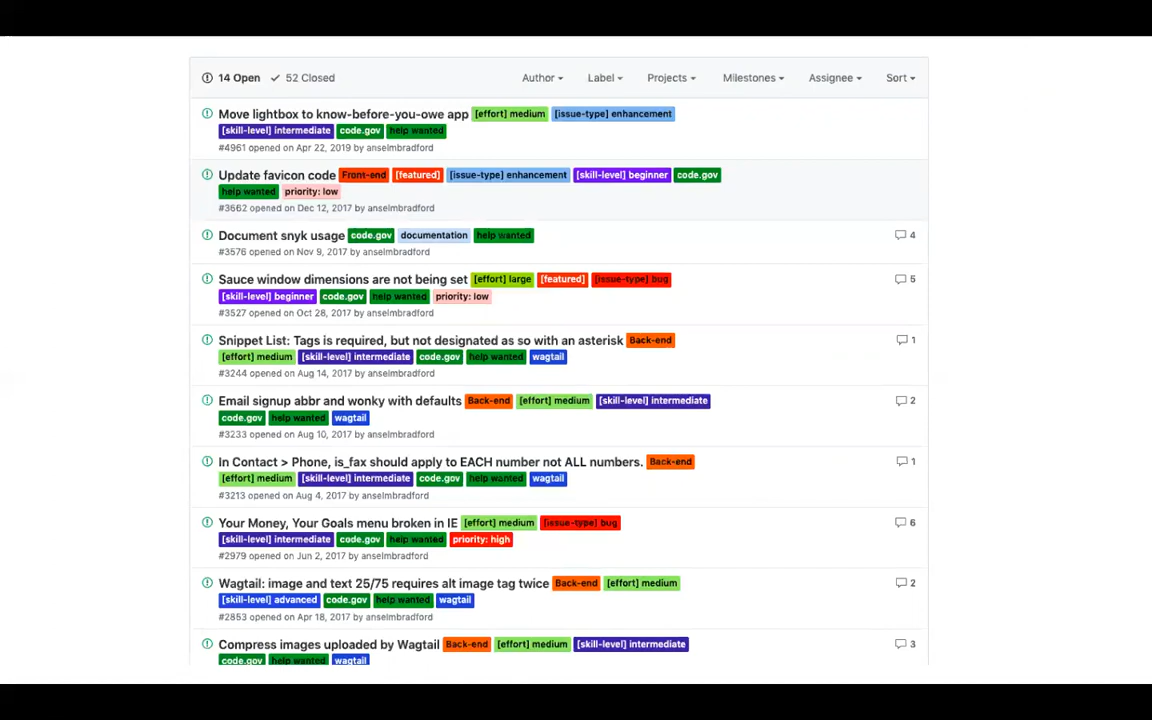 14 Open 52 Closed Author Label Projects Milestones Assignee Sort
Move lightbox to know-before-you-owe app [effort] medium [issue-type] enhancement
[skill-level] intermediate code.gov help wanted
#4961 opened on Apr 22, 2019 by anselmbradford
Update favicon code Front-end [featured] [issue-type] enhancement [skill-level] beginner code.gov
help wanted priority: low
#3662 opened on Dec 12, 2017 by anselmbradford
Document snyk usage code.gov documentation help wanted 4
#3576 opened on Nov 9, 2017 by anselmbradford
Sauce window dimensions are not being set [effort] large [featured] [issue-type] bug 5
[skill-level] beginner code.gov help wanted priority: low
#3527 opened on Oct 28, 2017 by anselmbradford
Snippet List: Tags is required, but not designated as so with an asterisk Back-end 1
[effort] medium [skill-level] intermediate code.gov help wanted wagtail
#3244 opened on Aug 14, 2017 by anselmbradford
Email signup abbr and wonky with defaults Back-end [effort] medium [skill-level] intermediate 2
code.gov help wanted wagtail
#3233 opened on Aug 10, 2017 by anselmbradford
In Contact > Phone, is_fax should apply to EACH number not ALL numbers. Back-end 1
[effort] medium [skill-level] intermediate code.gov help wanted wagtail
#3213 opened on Aug 4, 2017 by anselmbradford
Your Money, Your Goals menu broken in IE [effort] medium [issue-type] bug 6
[skill-level] intermediate code.gov help wanted priority: high
#2979 opened on Jun 2, 2017 by anselmbradford
Wagtail: image and text 25/75 requires alt image tag twice Back-end [effort] medium 2
[skill-level] advanced code.gov help wanted wagtail
#2853 opened on Apr 18, 2017 by anselmbradford
Compress images uploaded by Wagtail Back-end [effort] medium [skill-level] intermediate 3
code.gov help wanted wagtail